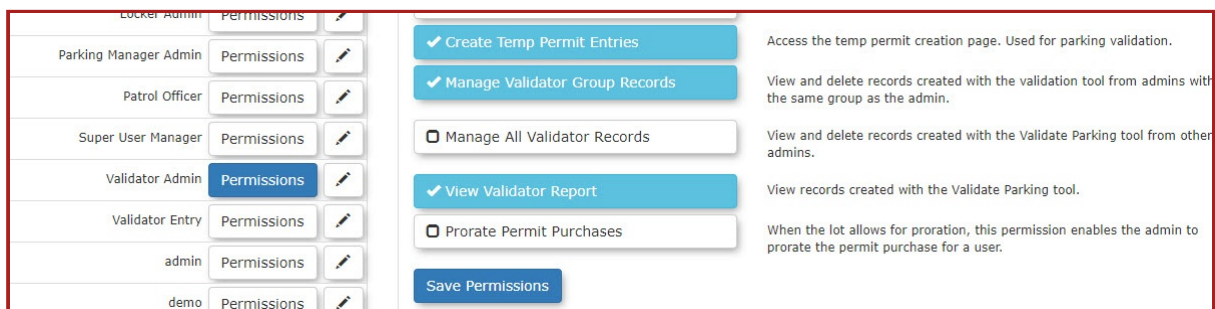 Locker Admin Permissions
Parking Manager Admin Permissions
Patrol Officer Permissions
Super User Manager Permissions
Validator Admin Permissions
Validator Entry Permissions
admin Permissions
demo Permissions
Create Temp Permit Entries
Access the temp permit creation page. Used for parking validation.
Manage Validator Group Records
View and delete records created with the validation tool from admins with
the same group as the admin.
Manage All Validator Records
View and delete records created with the Validate Parking tool from other
admins.
View Validator Report
View records created with the Validate Parking tool.
Prorate Permit Purchases
When the lot allows for proration, this permission enables the admin to
prorate the permit purchase for a user.
Save Permissions